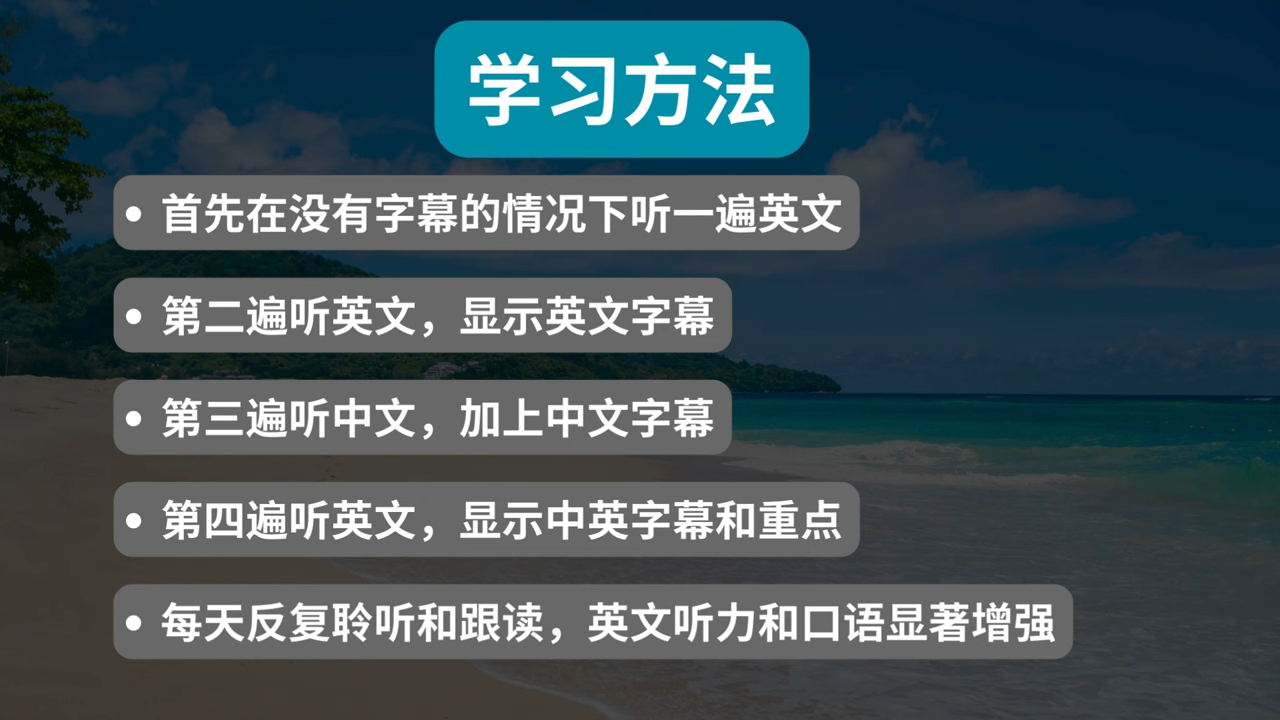 学习方法
• 首先在没有字幕的情况下听一遍英文
• 第二遍听英文，显示英文字幕
• 第三遍听中文，加上中文字幕
• 第四遍听英文，显示中英字幕和重点
• 每天反复聆听和跟读，英文听力和口语显著增强